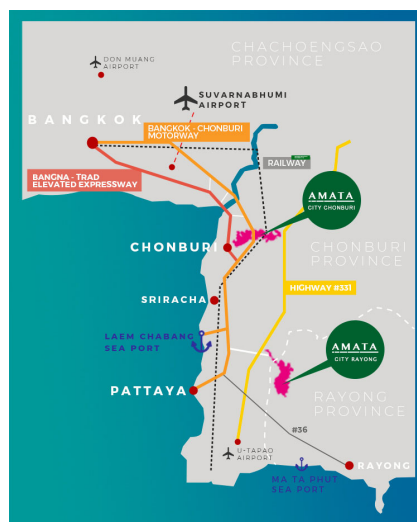 CHACHOENGSAO
PROVINCE
DON MUANG
AIRPORT
SUVARNABHUMI
AIRPORT
BANGKOK
BANGKOK - CHONBURI
MOTORWAY
RAILWAY
BANGNA - TRAD
ELEVATED EXPRESSWAY
AMATA
CITY CHONBURI
CHONBURI
CHONBURI
PROVINCE
HIGHWAY #331
SRIRACHA
LAEM CHABANG
SEA PORT
AMATA
CITY RAYONG
PATTAYA
RAYONG
PROVINCE
#36
U-TAPAO
AIRPORT
RAYONG
MA TA PHUT
SEA PORT